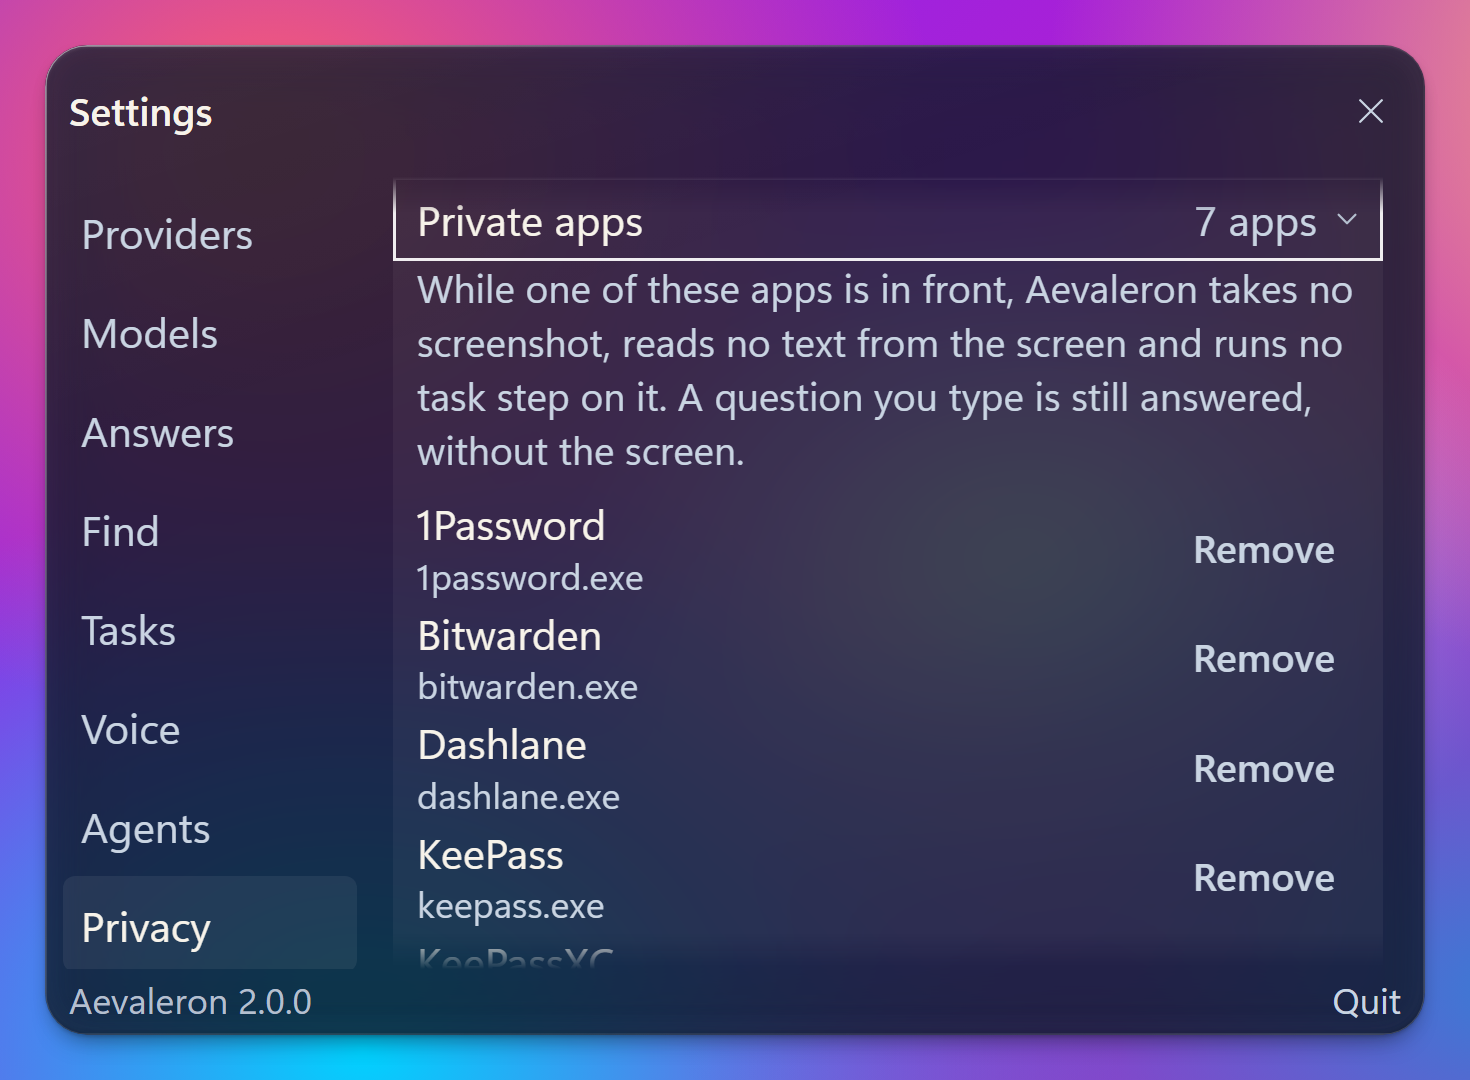 Settings
Providers
Models
Answers
Find
Tasks
Voice
Agents
Privacy
Private apps
7 apps
While one of these apps is in front, Aevaleron takes no
screenshot, reads no text from the screen and runs no
task step on it. A question you type is still answered,
without the screen.
1Password
1password.exe
Remove
Bitwarden
bitwarden.exe
Remove
Dashlane
dashlane.exe
Remove
KeePass
keepass.exe
Remove
KeePassXC
Aevaleron 2.0.0
Quit